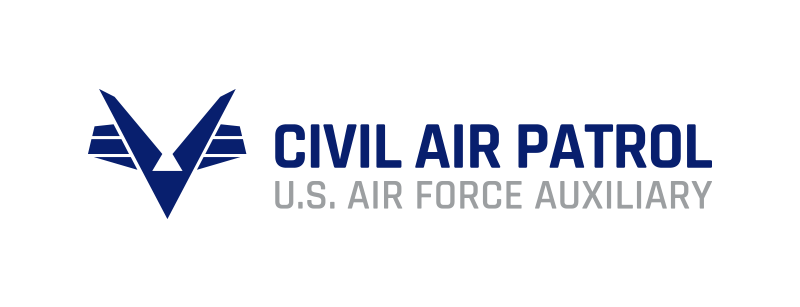 CIVIL AIR PATROL
U.S. AIR FORCE AUXILIARY